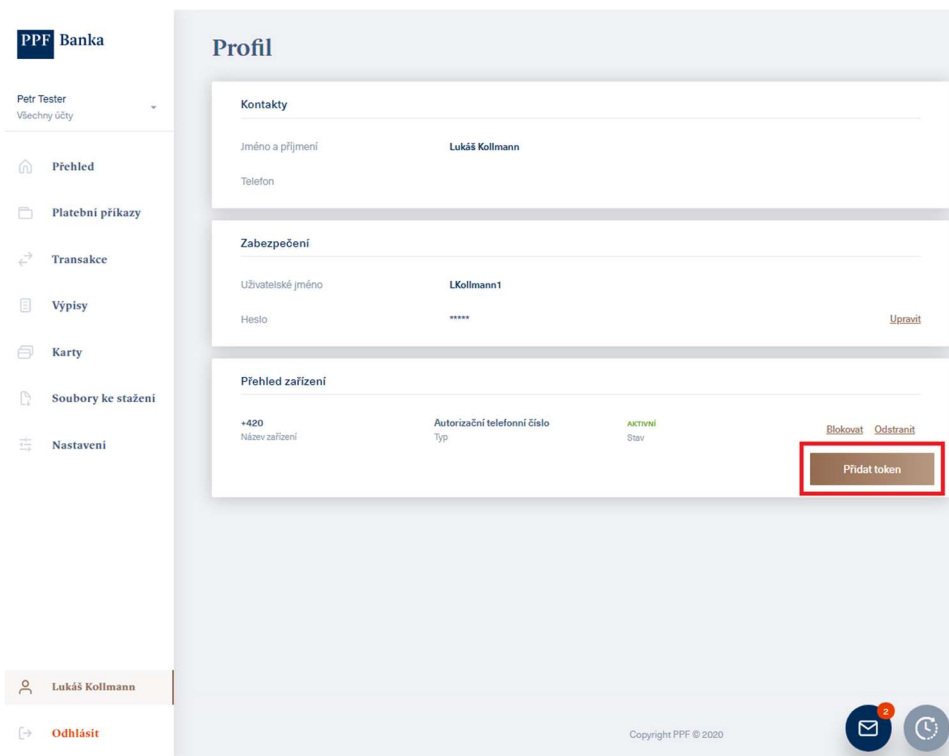 PPF Banka
Petr Tester
Všechny účty
Přehled
Platební příkazy
Transakce
Výpisy
Karty
Soubory ke stažení
Nastavení
Lukáš Kollmann
Odhlásit
Profil
Kontakty
Jméno a příjmení Lukáš Kollmann
Telefon
Zabezpečení
Uživatelské jméno LKollmann1
Heslo ***** Upravit
Přehled zařízení
+420 Autorizační telefonní číslo AKTIVNÍ Blokovat Odstranit
Název zařízení Typ Stav
Přidat token
Copyright PPF © 2020
2